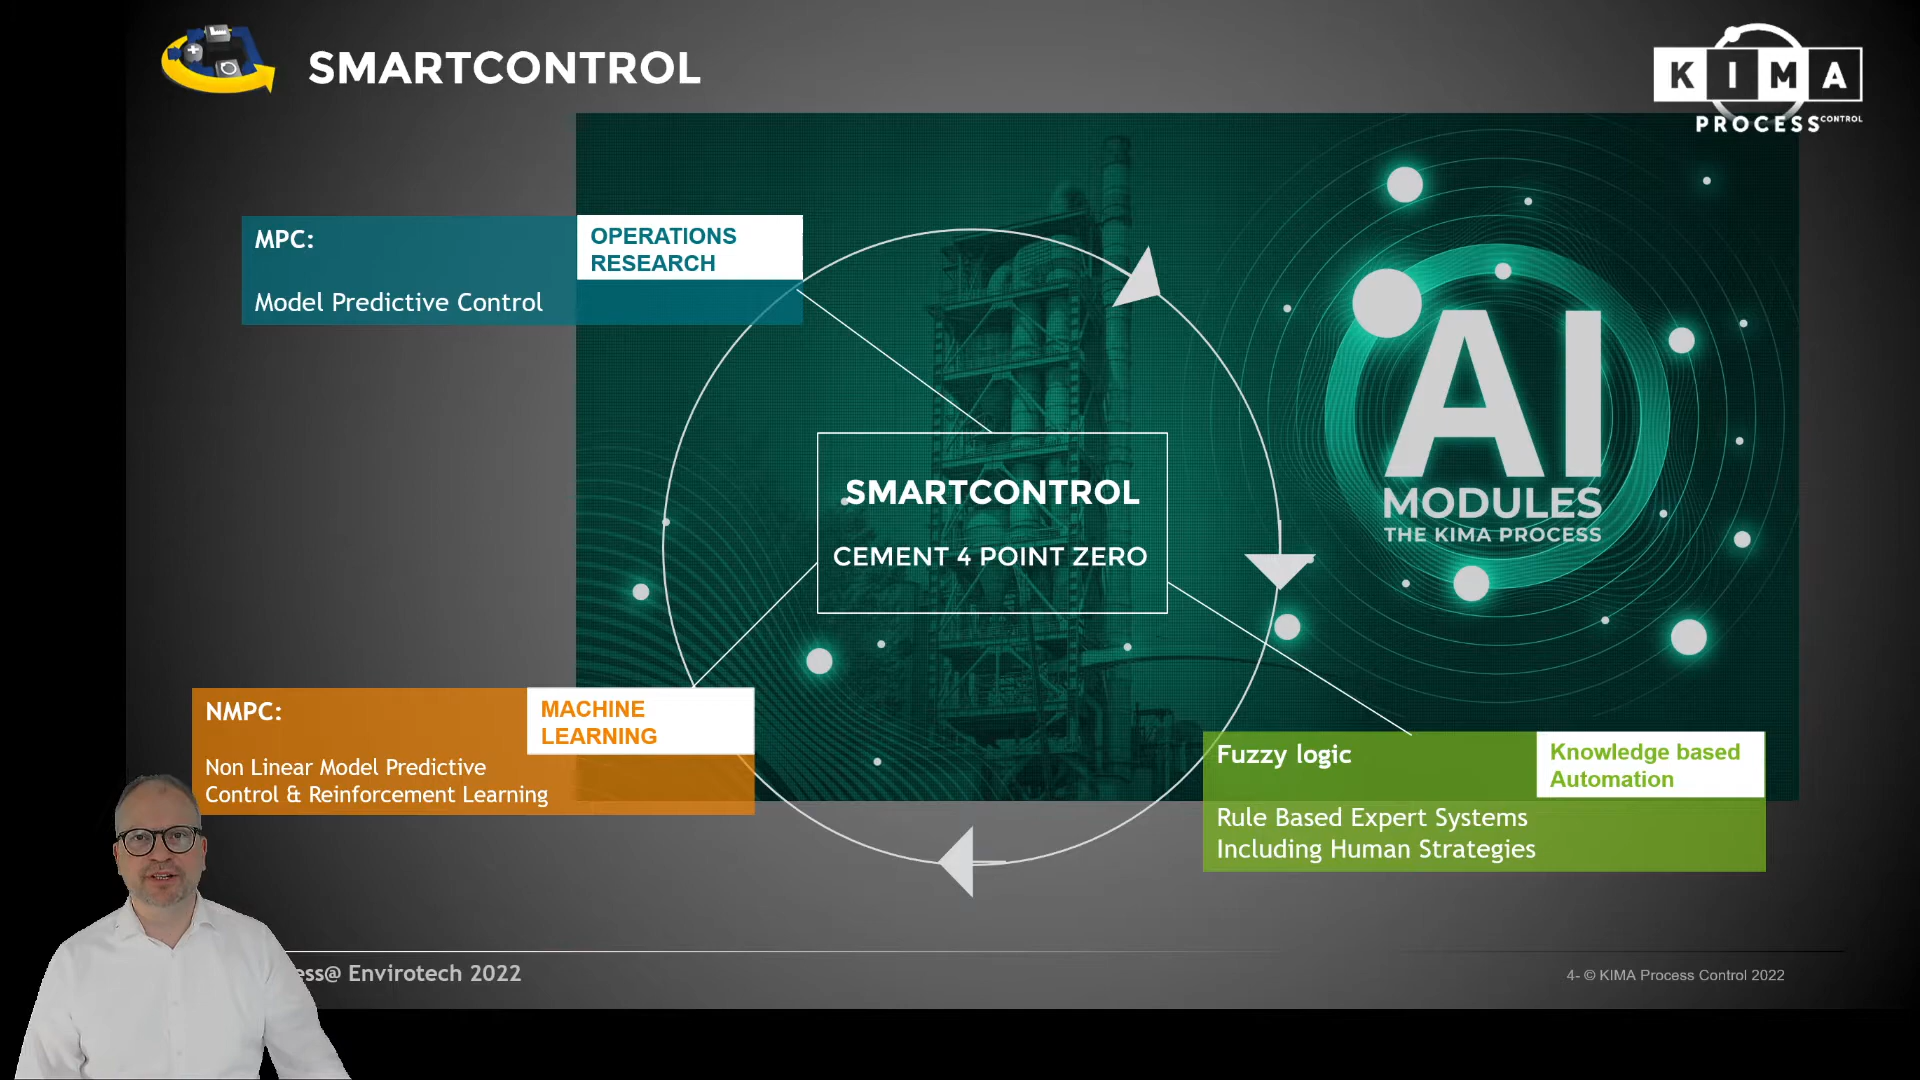 SMARTCONTROL
KIMA
PROCESS CONTROL
MPC:
Model Predictive Control
OPERATIONS
RESEARCH
AI
MODULES
THE KIMA PROCESS
SMARTCONTROL
CEMENT 4 POINT ZERO
NMPC:
Non Linear Model Predictive
Control & Reinforcement Learning
MACHINE
LEARNING
Fuzzy logic
Rule Based Expert Systems
Including Human Strategies
Knowledge based
Automation
@ Envirotech 2022
4- © KIMA Process Control 2022